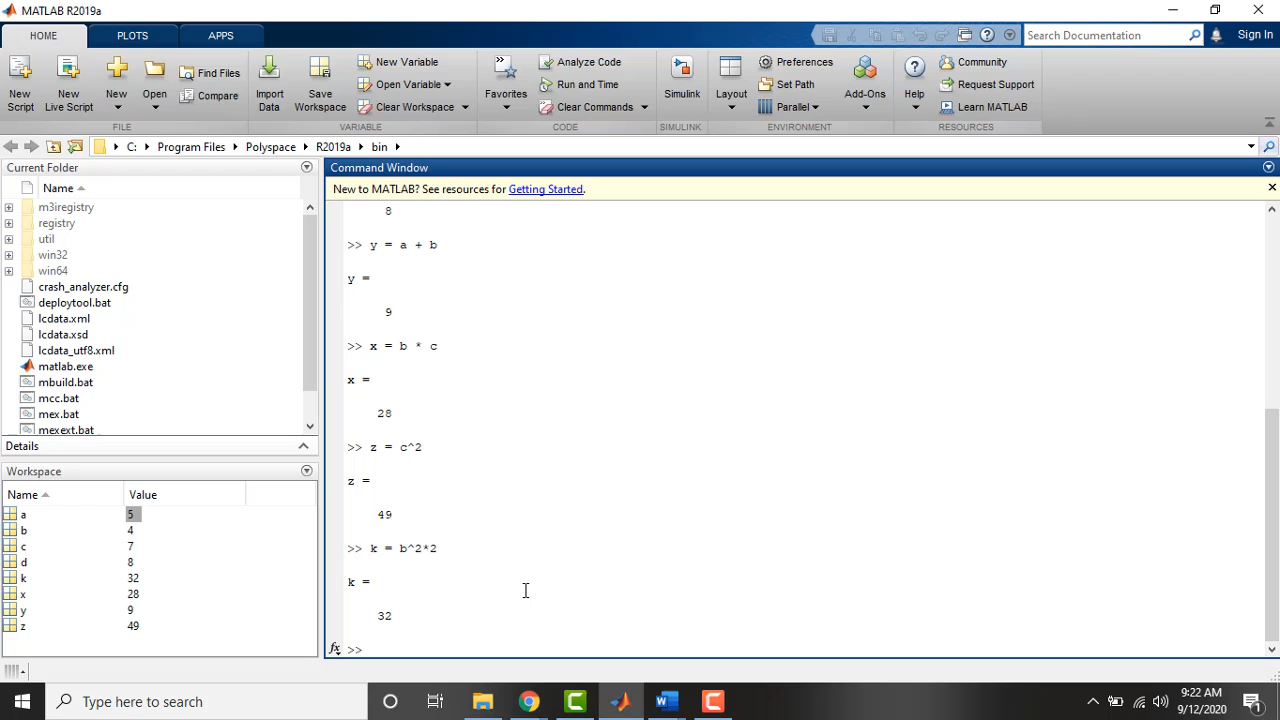 MATLAB R2019a
HOME
PLOTS
APPS
Search Documentation
Sign In
New
Script
New
Live Script
New
Open
Find Files
Compare
Import
Data
Save
Workspace
New Variable
Open Variable
Clear Workspace
Favorites
Analyze Code
Run and Time
Clear Commands
Simulink
Layout
Preferences
Set Path
Parallel
Add-Ons
Help
Community
Request Support
Learn MATLAB
FILE
VARIABLE
CODE
SIMULINK
ENVIRONMENT
RESOURCES
C:
Program Files
Polyspace
R2019a
bin
Current Folder
Name
m3iregistry
registry
util
win32
win64
crash_analyzer.cfg
deploytool.bat
lcdata.xml
lcdata.xsd
lcdata_utf8.xml
matlab.exe
mbuild.bat
mcc.bat
mex.bat
mexext.bat
Details
Workspace
Name Value
a 5
b 4
c 7
d 8
k 32
x 28
y 9
z 49
Command Window
New to MATLAB? See resources for Getting Started.
8
>> y = a + b
y =
9
>> x = b * c
x =
28
>> z = c^2
z =
49
>> k = b^2*2
k =
32
fx >>
Type here to search
9:22 AM
9/12/2020
1